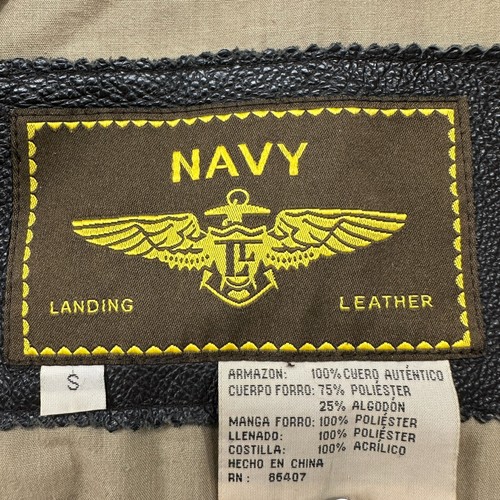 NAVY
LL
LANDING LEATHER
S
ARMAZON: 100% CUERO AUTÉNTICO
CUERPO FORRO: 75% POLIÉSTER
25% ALGODÓN
MANGA FORRO: 100% POLIÉSTER
LLENADO: 100% POLIÉSTER
COSTILLA: 100% ACRÍLICO
HECHO EN CHINA
RN: 86407